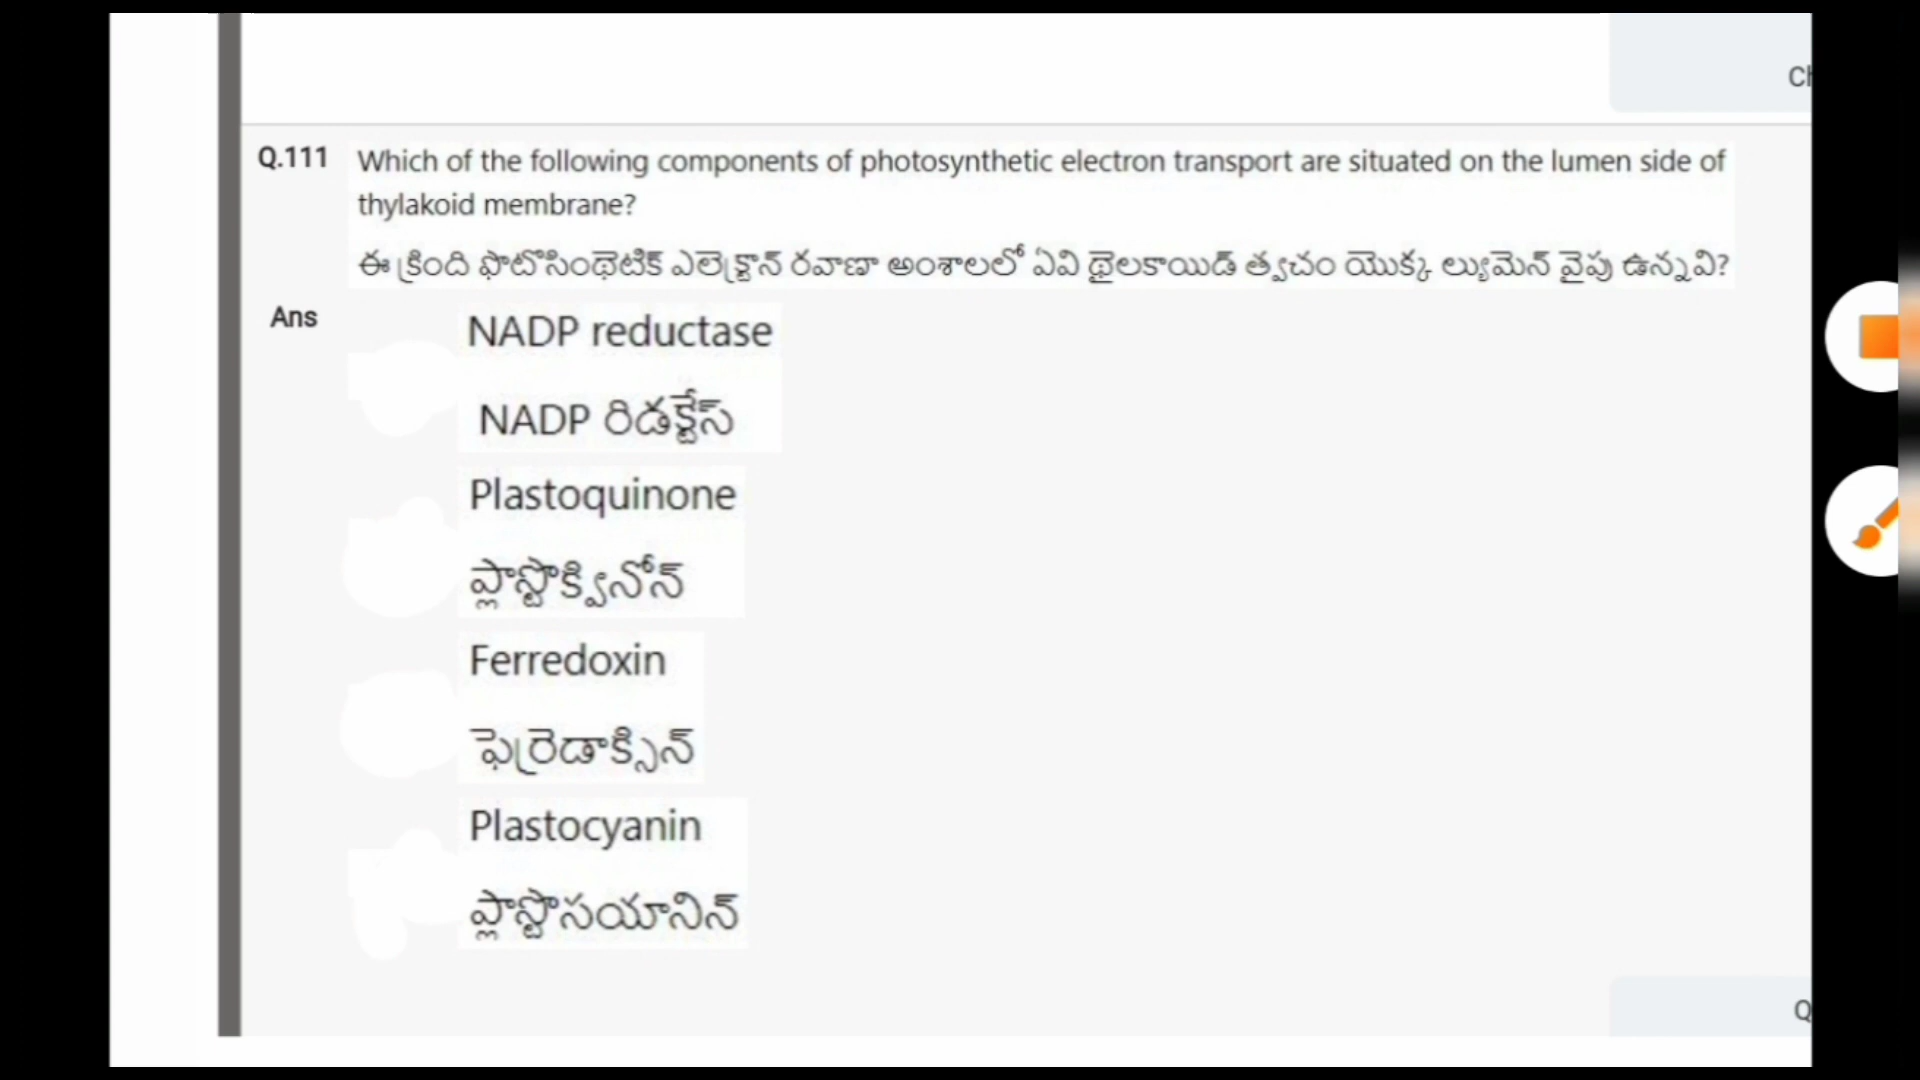 Ch
Q.111 Which of the following components of photosynthetic electron transport are situated on the lumen side of
thylakoid membrane?
ఈ క్రింది ఫొటొసింథెటిక్ ఎలెక్ట్రాన్ రవాణా అంశాలలో ఏవి థైలకాయిడ్ త్వచం యొక్క ల్యుమెన్ వైపు ఉన్నవి?
Ans
NADP reductase
NADP రిడక్టేస్
Plastoquinone
ప్లాస్టొక్వినోన్
Ferredoxin
ఫెర్రెడాక్సిన్
Plastocyanin
ప్లాస్టొసయానిన్
Q